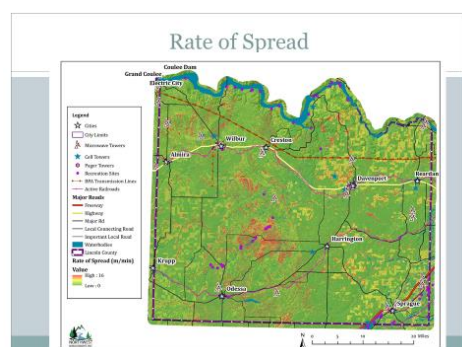 Rate of Spread
Coulee Dam
Grand Coulee
Electric City
Legend
Cities
City Limits
Microwave Towers
Cell Towers
Pager Towers
Recreation Sites
BPA Transmission Lines
Active Railroads
Major Roads
Freeway
Highway
Major Rd
Local Connecting Road
Important Local Road
Waterbodies
Lincoln County
Rate of Spread (m/min)
Value
High : 16
Low : 0
Wilbur
Creston
Almira
Davenport
Reardan
Harrington
Krupp
Odessa
Sprague
N
20 Miles